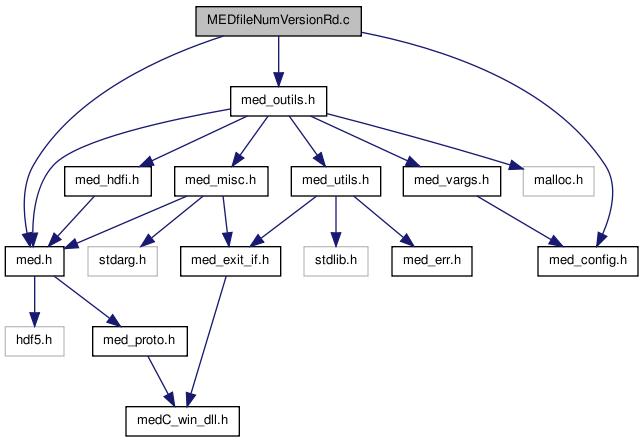 MEDfileNumVersionRd.c
med_outils.h
med_hdfi.h
med_misc.h
med_utils.h
med_vargs.h
malloc.h
med.h
stdarg.h
med_exit_if.h
stdlib.h
med_err.h
med_config.h
hdf5.h
med_proto.h
medC_win_dll.h